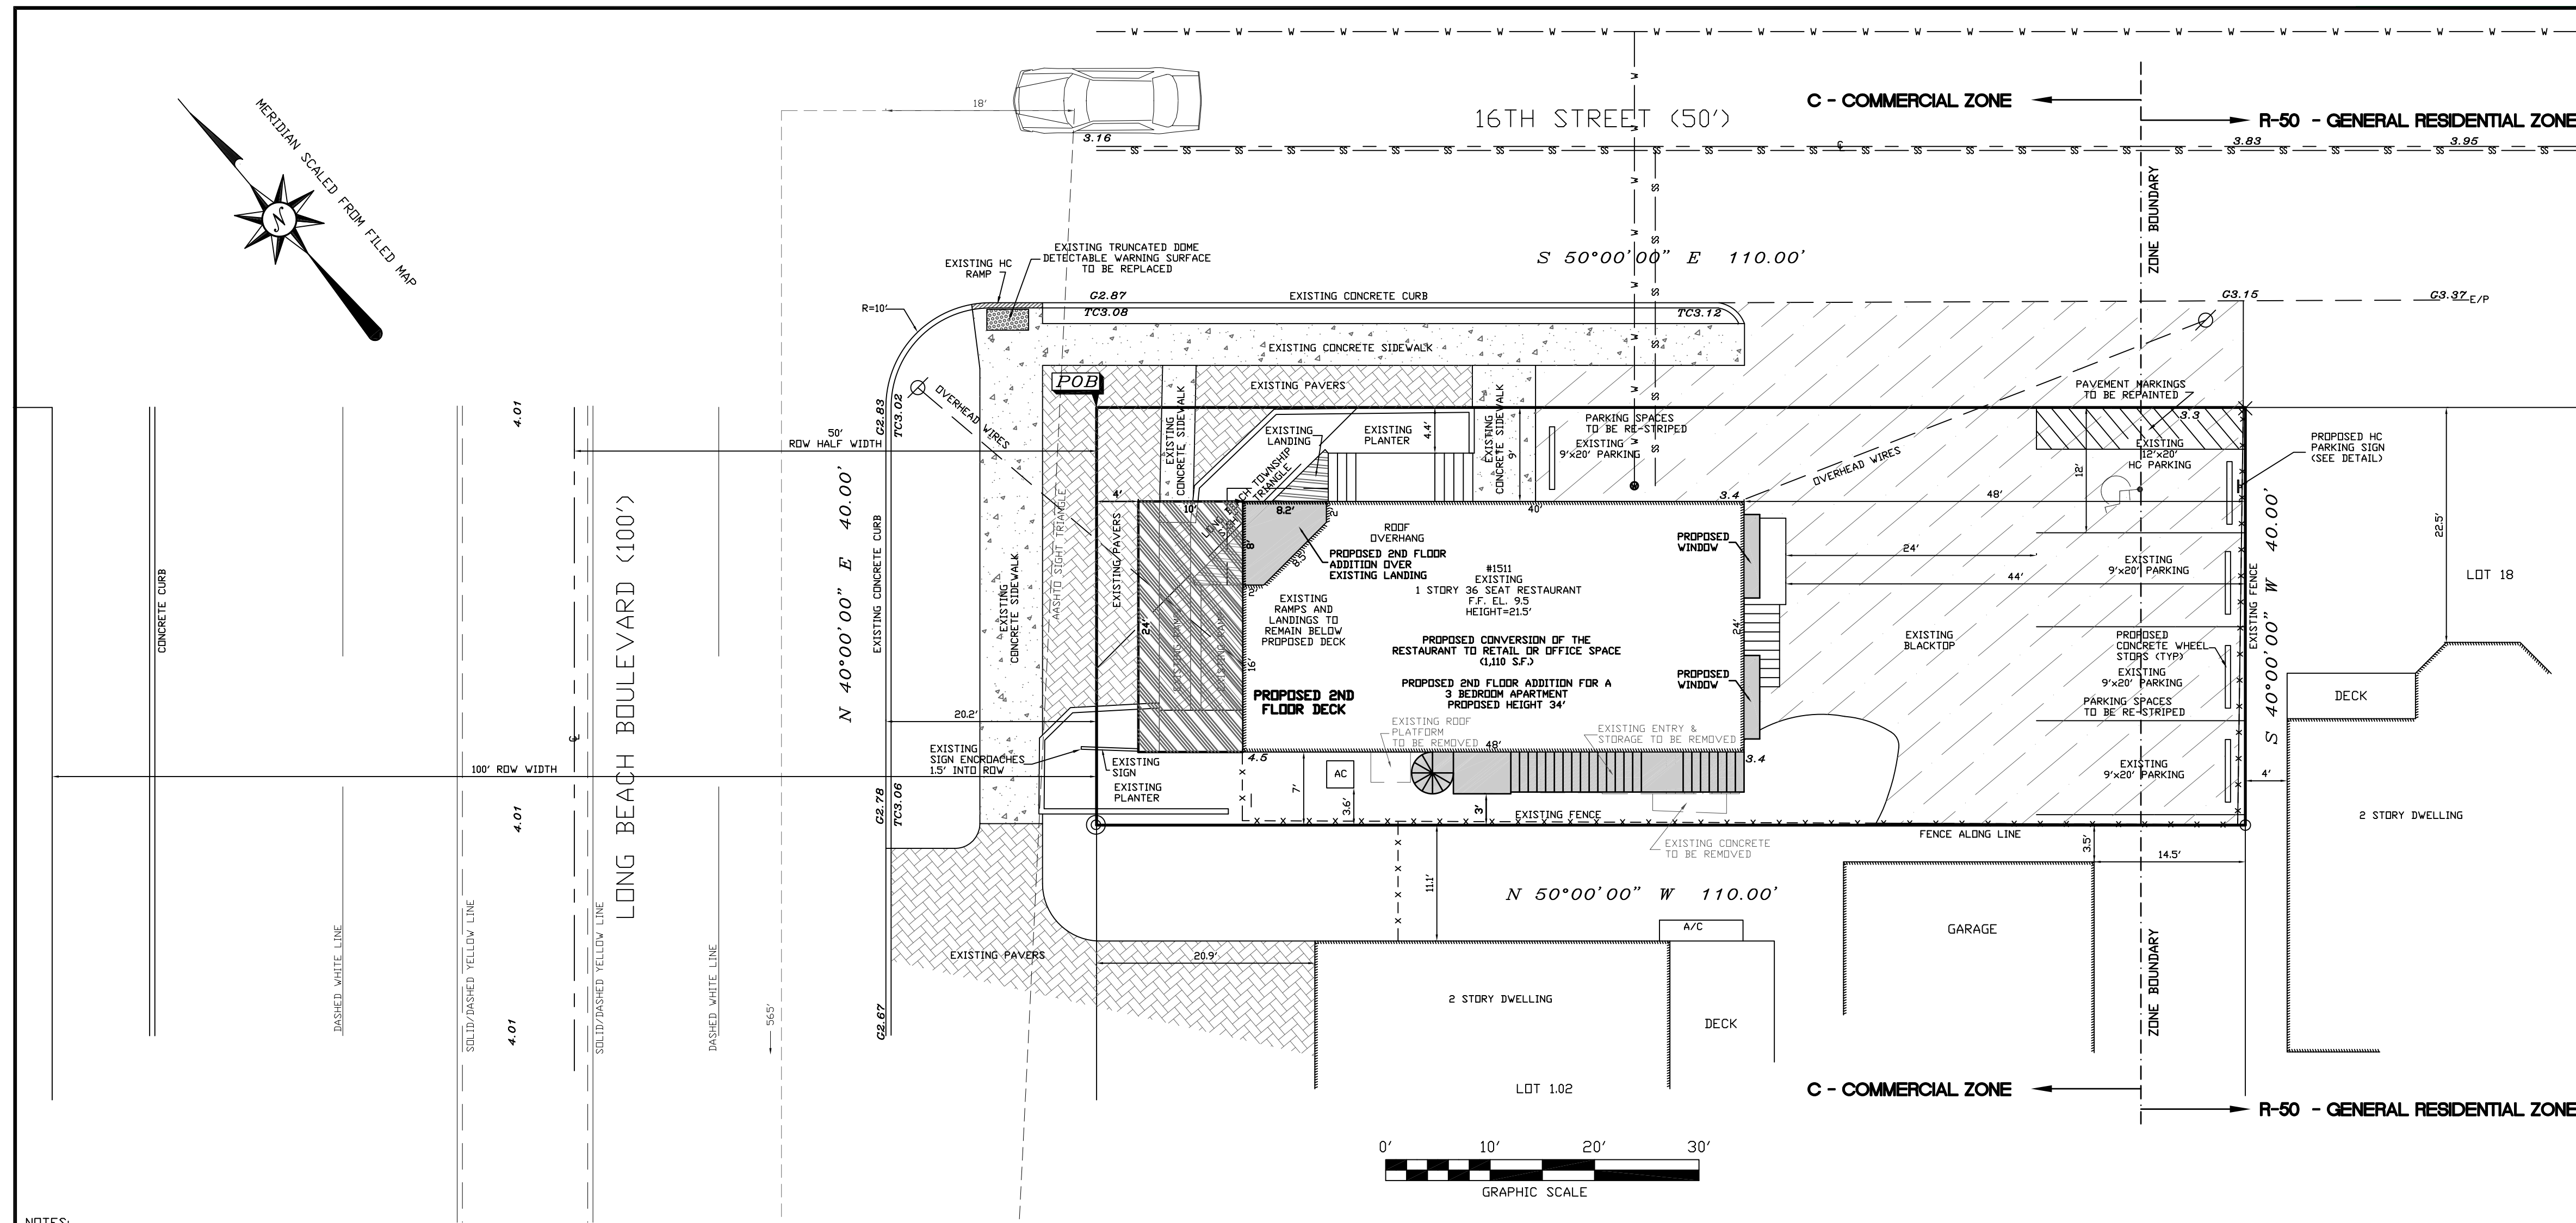 MERIDIAN SCALED FROM FILED MAP
N
W W W W W W W W W W W W W W W W W W W W W W W W W W W W
18'
3.16
16TH STREET (50')
C - COMMERCIAL ZONE
R-50 - GENERAL RESIDENTIAL ZONE
3.83
3.95
ZONE BOUNDARY
EXISTING TRUNCATED DOME
DETECTABLE WARNING SURFACE
TO BE REPLACED
EXISTING HC
RAMP
R=10'
S 50°00'00" E 110.00'
G2.87
EXISTING CONCRETE CURB
TC3.08
TC3.12
G3.15
G3.37
E/P
EXISTING CONCRETE SIDEWALK
POB
EXISTING PAVERS
OVERHEAD WIRES
G2.83
TC3.02
4.01
50'
ROW HALF WIDTH
EXISTING
CONCRETE SIDEWALK
EXISTING
LANDING
EXISTING
PLANTER
4.4'
EXISTING
CONCRETE SIDEWALK
9'
PARKING SPACES
TO BE RE-STRIPED
EXISTING
9'x20' PARKING
PAVEMENT MARKINGS
TO BE REPAINTED
3.3
EXISTING
12'x20'
HC PARKING
12'
PROPOSED HC
PARKING SIGN
(SEE DETAIL)
OVERHEAD WIRES
3.4
48'
4'
10'
8.2'
2'
40'
8'
8.5'
2'
ROOF
OVERHANG
PROPOSED 2ND FLOOR
ADDITION OVER
EXISTING LANDING
PROPOSED
WINDOW
24'
44'
22.5'
LOT 18
CONCRETE CURB
LONG BEACH BOULEVARD (100')
N 40°00'00" E 40.00'
EXISTING CONCRETE CURB
EXISTING
CONCRETE SIDEWALK
AASHTO SIGHT TRIANGLE
EXISTING PAVERS
24'
EXISTING
RAMPS AND
LANDINGS TO
REMAIN BELOW
PROPOSED DECK
16'
#1511
EXISTING
1 STORY 36 SEAT RESTAURANT
F.F. EL. 9.5
HEIGHT=21.5'
PROPOSED CONVERSION OF THE
RESTAURANT TO RETAIL OR OFFICE SPACE
(1,110 S.F.)
PROPOSED 2ND FLOOR ADDITION FOR A
3 BEDROOM APARTMENT
PROPOSED HEIGHT 34'
PROPOSED 2ND
FLOOR DECK
24'
PROPOSED
WINDOW
EXISTING
BLACKTOP
EXISTING
9'x20' PARKING
PROPOSED
CONCRETE WHEEL
STOPS (TYP)
EXISTING
9'x20' PARKING
PARKING SPACES
TO BE RE-STRIPED
EXISTING
9'x20' PARKING
EXISTING FENCE
S 40°00'00" W 40.00'
DECK
4'
2 STORY DWELLING
20.2'
100' ROW WIDTH
EXISTING
SIGN ENCROACHES
1.5' INTO ROW
EXISTING
SIGN
EXISTING
PLANTER
4.5
EXISTING ROOF
PLATFORM
TO BE REMOVED
48'
EXISTING ENTRY &
STORAGE TO BE REMOVED
3.4
AC
7'
3.6'
3'
EXISTING FENCE
FENCE ALONG LINE
EXISTING CONCRETE
TO BE REMOVED
G2.78
TC3.06
4.01
3.5'
14.5'
11.1'
N 50°00'00" W 110.00'
A/C
GARAGE
DASHED WHITE LINE
SOLID/DASHED YELLOW LINE
4.01
SOLID/DASHED YELLOW LINE
DASHED WHITE LINE
565'
G2.67
EXISTING PAVERS
20.9'
2 STORY DWELLING
DECK
LOT 1.02
ZONE BOUNDARY
C - COMMERCIAL ZONE
R-50 - GENERAL RESIDENTIAL ZONE
0' 10' 20' 30'
GRAPHIC SCALE
NOTES: